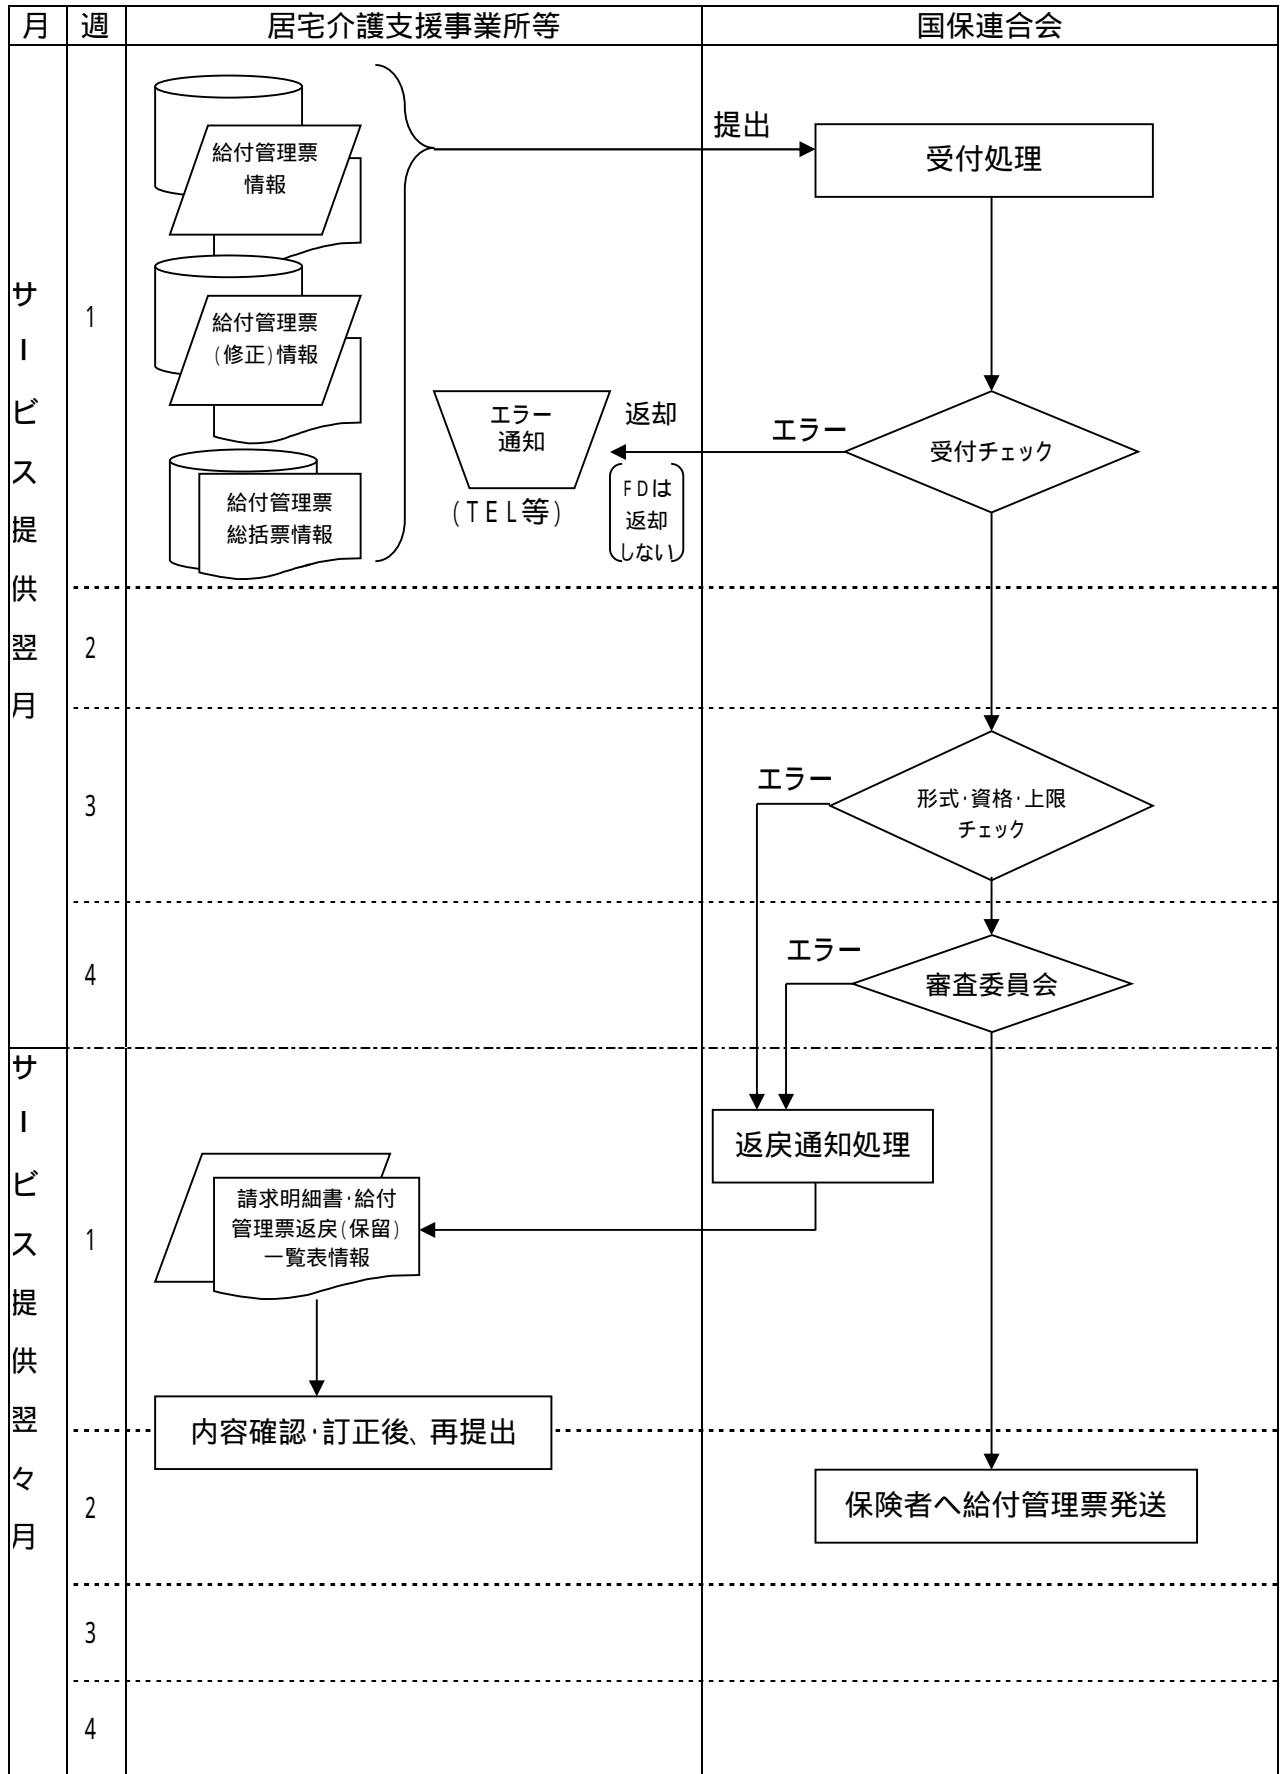 月 週 居宅介護支援事業所等 国保連合会
サービス提供翌月
1
給付管理票
情報
給付管理票
(修正)情報
給付管理票
総括票情報
提出
受付処理
受付チェック
エラー
返却
FDは
返却
しない
エラー
通知
(TEL等)
2
3
形式・資格・上限
チェック
エラー
4
審査委員会
エラー
サービス提供翌々月
1
返戻通知処理
請求明細書・給付
管理票返戻(保留)
一覧表情報
内容確認・訂正後、再提出
2
保険者へ給付管理票発送
3
4